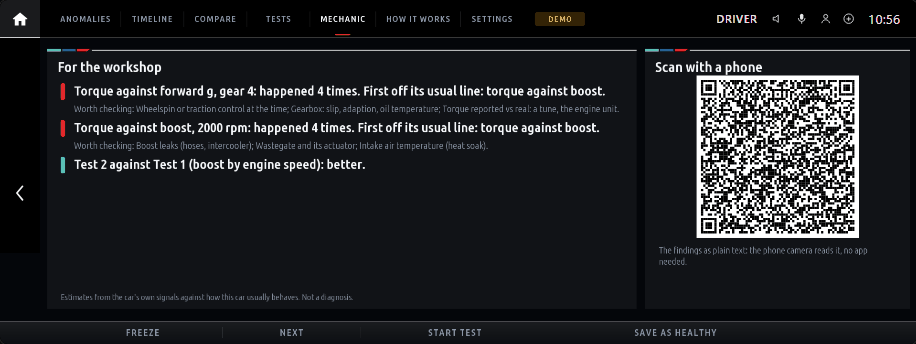 ANOMALIES TIMELINE COMPARE TESTS MECHANIC HOW IT WORKS SETTINGS DEMO DRIVER 10:56
For the workshop
Torque against forward g, gear 4: happened 4 times. First off its usual line: torque against boost.
Worth checking: Wheelspin or traction control at the time; Gearbox: slip, adaption, oil temperature; Torque reported vs real: a tune, the engine unit.
Torque against boost, 2000 rpm: happened 4 times. First off its usual line: torque against boost.
Worth checking: Boost leaks (hoses, intercooler); Wastegate and its actuator; Intake air temperature (heat soak).
Test 2 against Test 1 (boost by engine speed): better.
Estimates from the car's own signals against how this car usually behaves. Not a diagnosis.
Scan with a phone
The findings as plain text: the phone camera reads it, no app
needed.
FREEZE NEXT START TEST SAVE AS HEALTHY